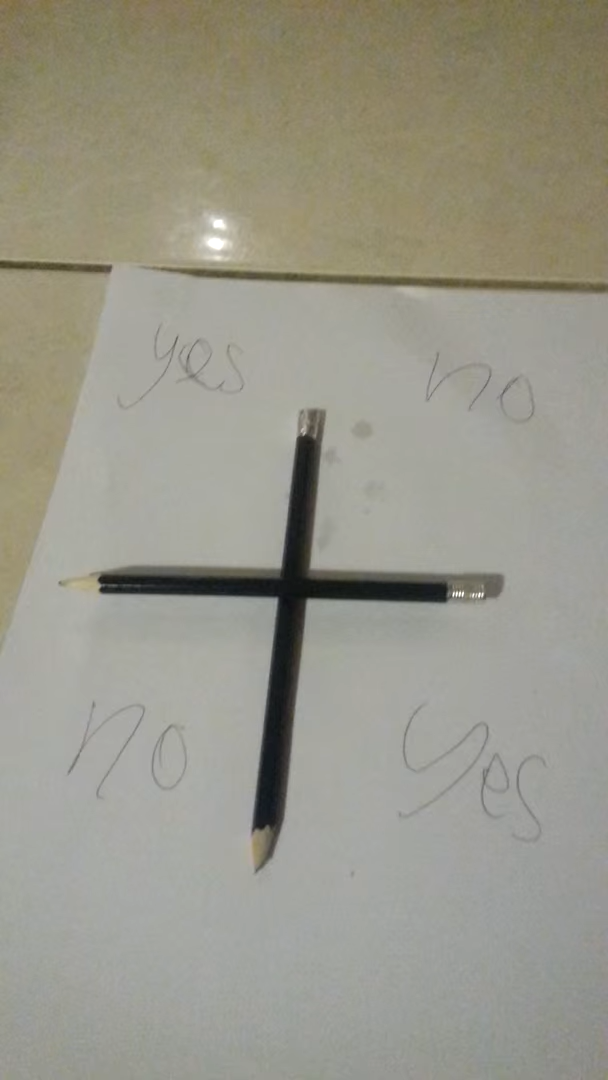 yes no
no yes